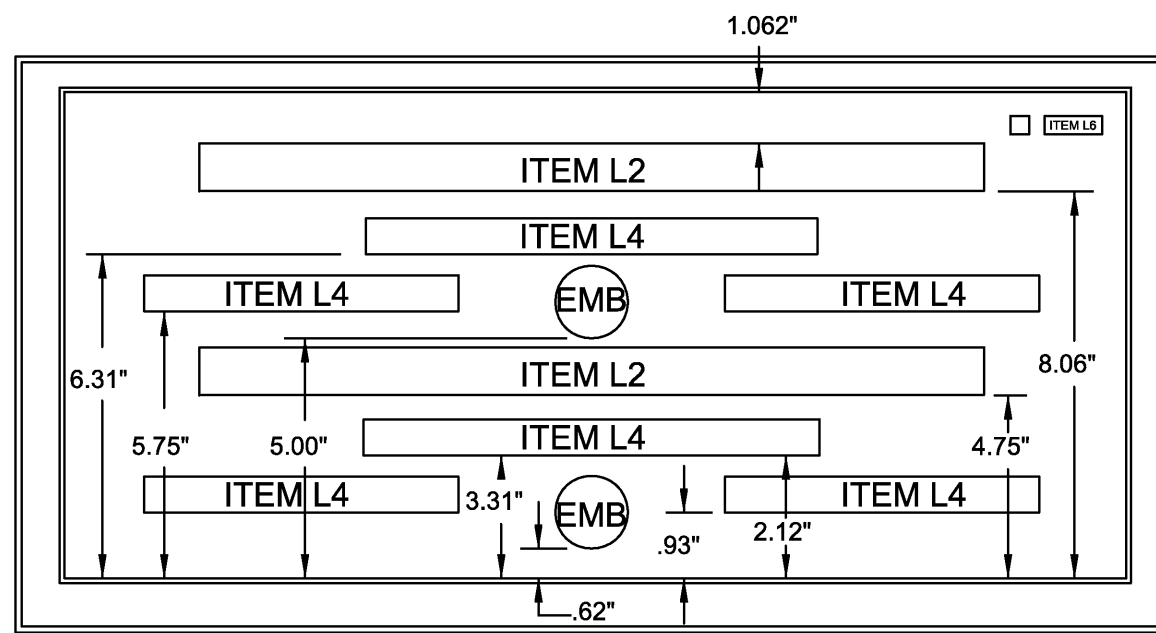 1.062"
ITEM L6
ITEM L2
ITEM L4
ITEM L4
EMB
ITEM L4
ITEM L2
8.06"
6.31"
5.75"
5.00"
ITEM L4
4.75"
3.31"
ITEM L4
EMB
ITEM L4
2.12"
.93"
.62"